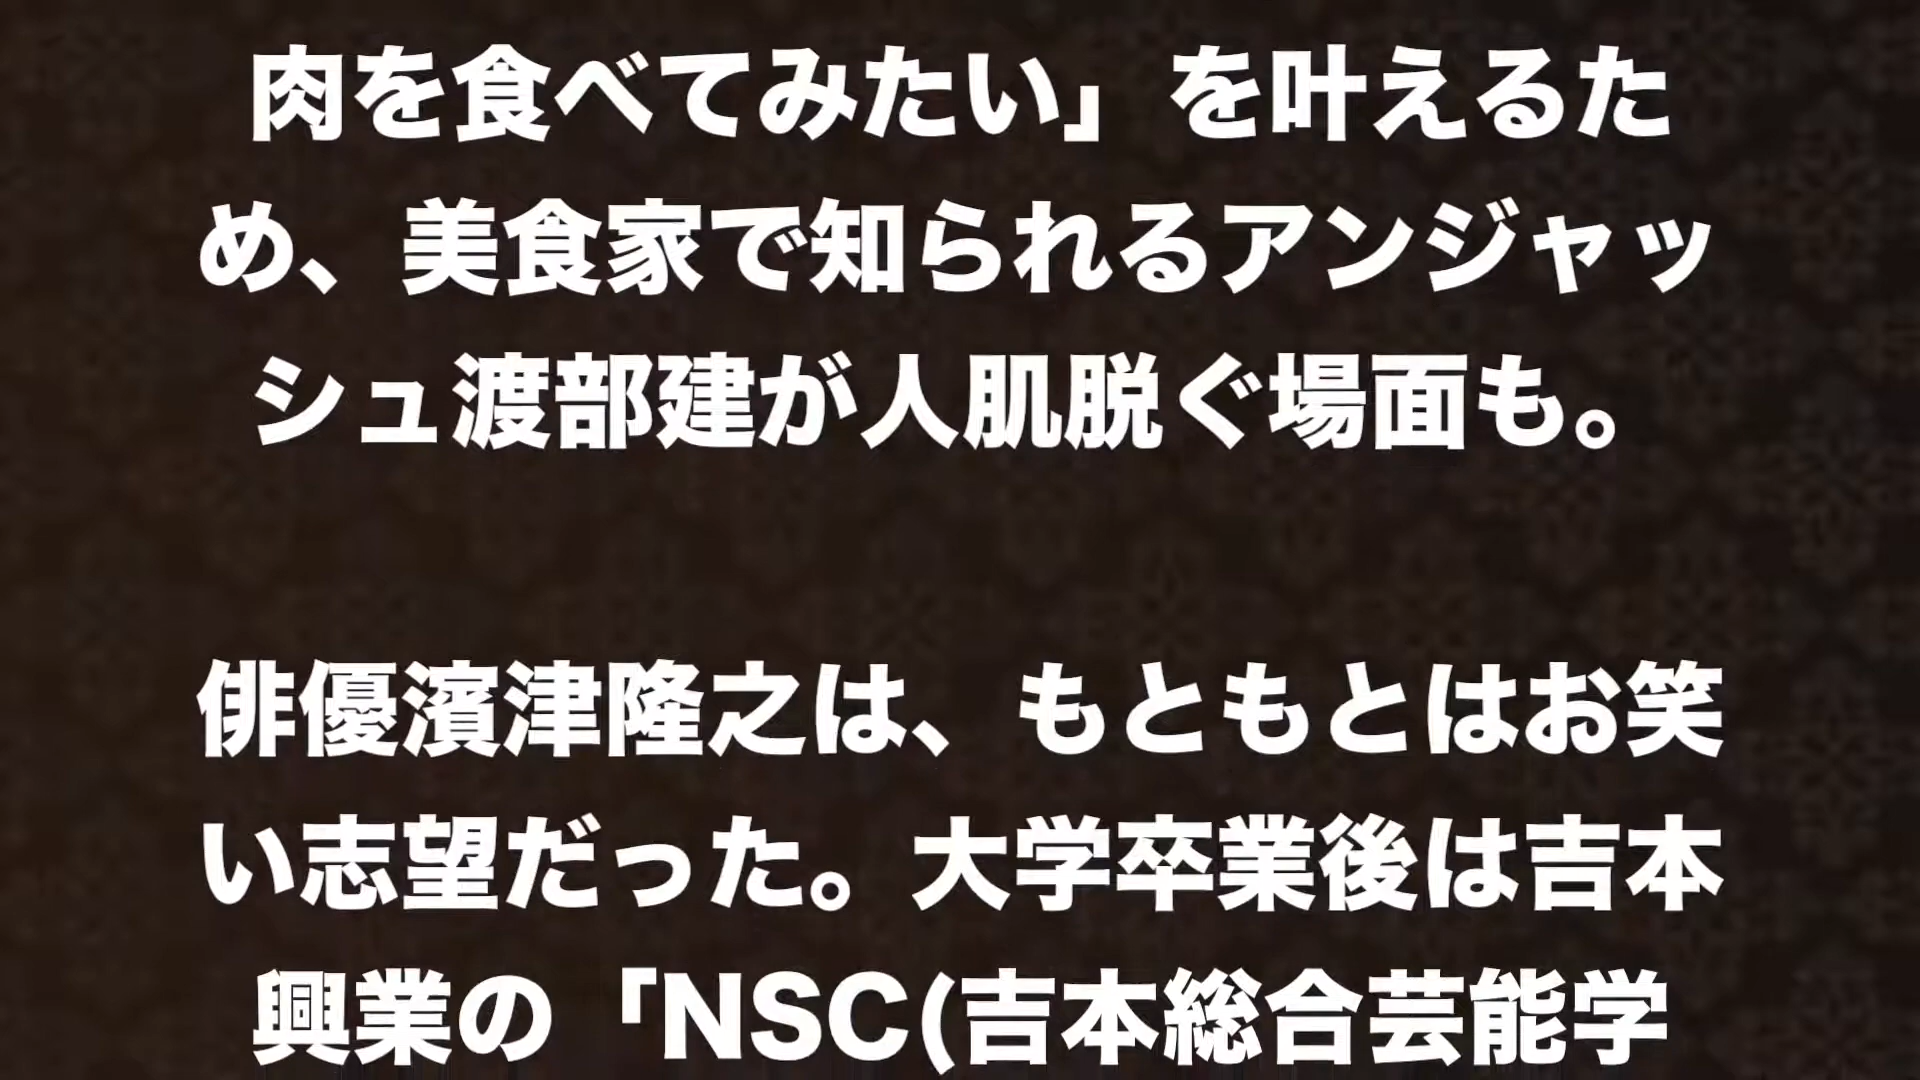 肉を食べてみたい」を叶えるた
め、美食家で知られるアンジャッ
シュ渡部建が人肌脱ぐ場面も。
俳優濱津隆之は、もともとはお笑
い志望だった。大学卒業後は吉本
興業の「NSC(吉本総合芸能学